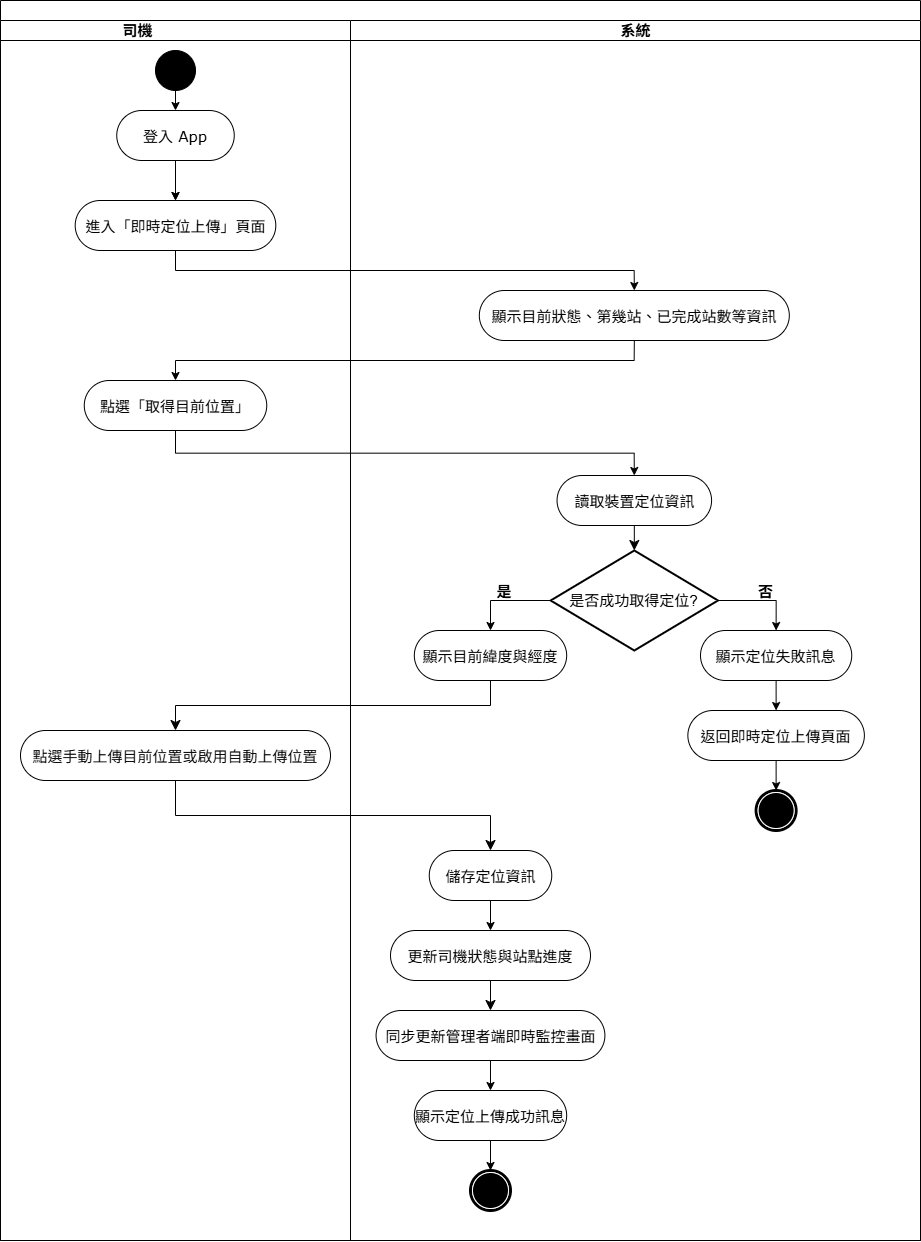 司機
系統
登入 App
進入「即時定位上傳」頁面
顯示目前狀態、第幾站、已完成站數等資訊
點選「取得目前位置」
讀取裝置定位資訊
是否成功取得定位?
是
否
顯示目前緯度與經度
顯示定位失敗訊息
返回即時定位上傳頁面
點選手動上傳目前位置或啟用自動上傳位置
儲存定位資訊
更新司機狀態與站點進度
同步更新管理者端即時監控畫面
顯示定位上傳成功訊息